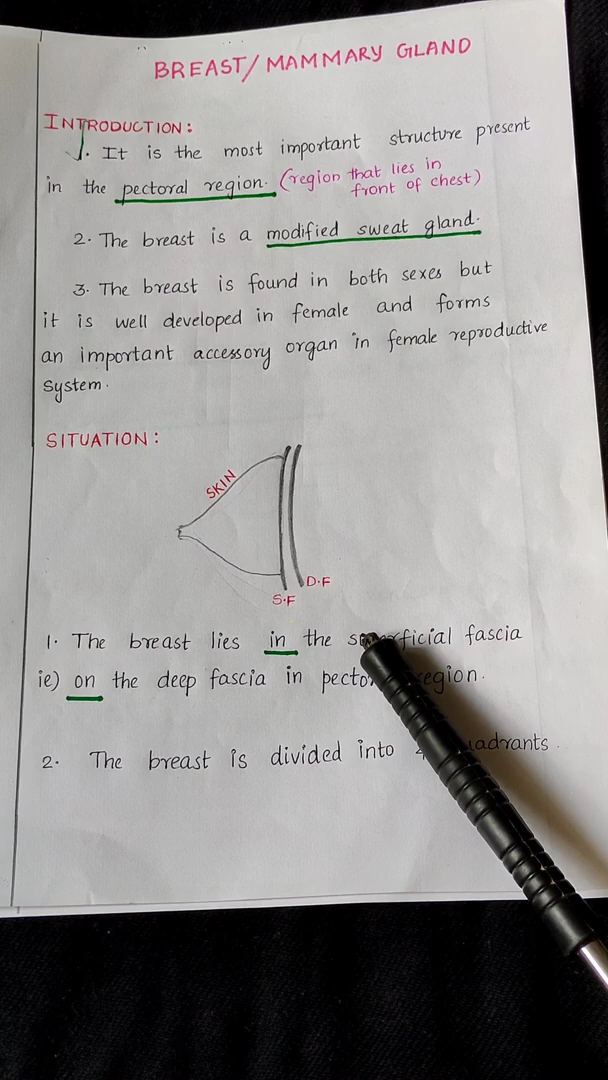 BREAST/MAMMARY GLAND
INTRODUCTION:
1. It is the most important structure present
in the pectoral region. (region that lies in
front of chest)
2. The breast is a modified sweat gland.
3. The breast is found in both sexes but
it is well developed in female and forms
an important accessory organ in female reproductive
system.
SITUATION:
SKIN
D.F
S.F
1. The breast lies in the fascia
ie) on the deep fascia in
2. The breast is divided into